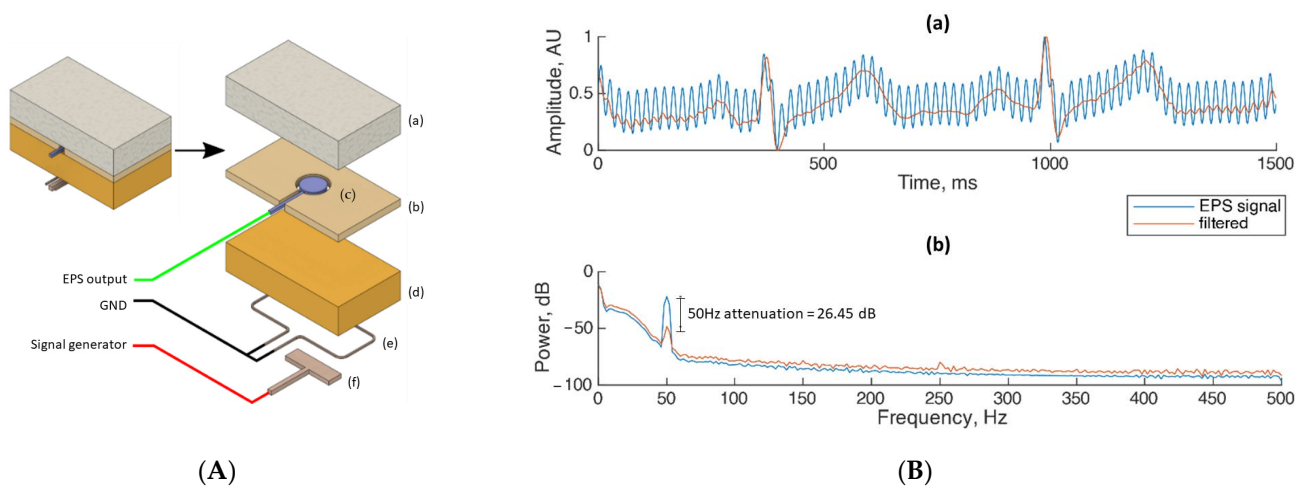 (a)
(b)
(c)
(d)
(e)
(f)
EPS output
GND
Signal generator
(A)
(a)
Amplitude, AU
1
0.5
0
0 500 1000 1500
Time, ms
EPS signal
filtered
(b)
Power, dB
0
−50
−100
50Hz attenuation = 26.45 dB
0 50 100 150 200 250 300 350 400 450 500
Frequency, Hz
(B)